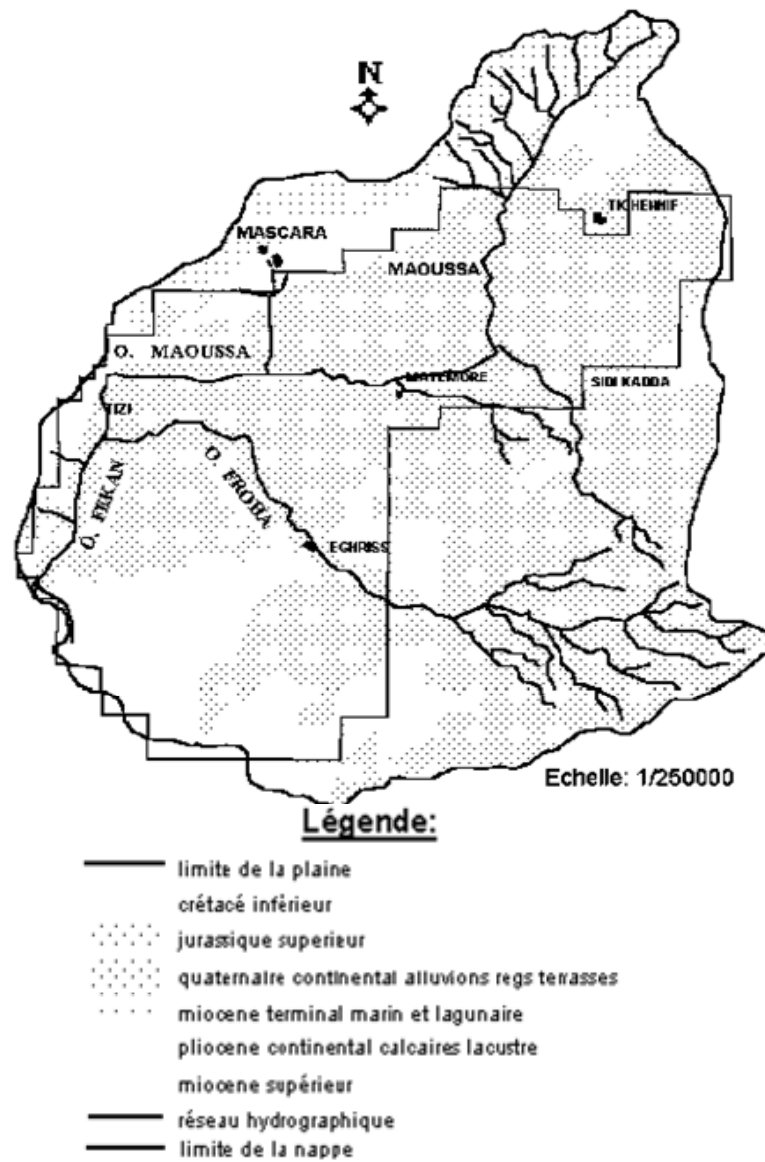 N
TICHENNIF
MASCARA
MAOUSSA
O. MAOUSSA
MATEMORE
SIDI KADDA
TIZI
O. FROHA
O. FEKAN
EGHRISS
Echelle: 1/250000
Légende:
limite de la plaine
crétacé inférieur
jurassique superieur
quaternaire continental alluvions regs terrasses
miocene terminal marin et lagunaire
pliocene continental calcaires lacustre
miocene supérieur
réseau hydrographique
limite de la nappe